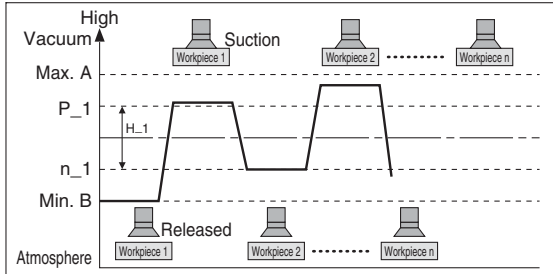 High
Vacuum
Suction
Workpiece 1
Workpiece 2
Workpiece n
Max. A
P_1
H_1
n_1
Min. B
Released
Workpiece 1
Workpiece 2
Workpiece n
Atmosphere